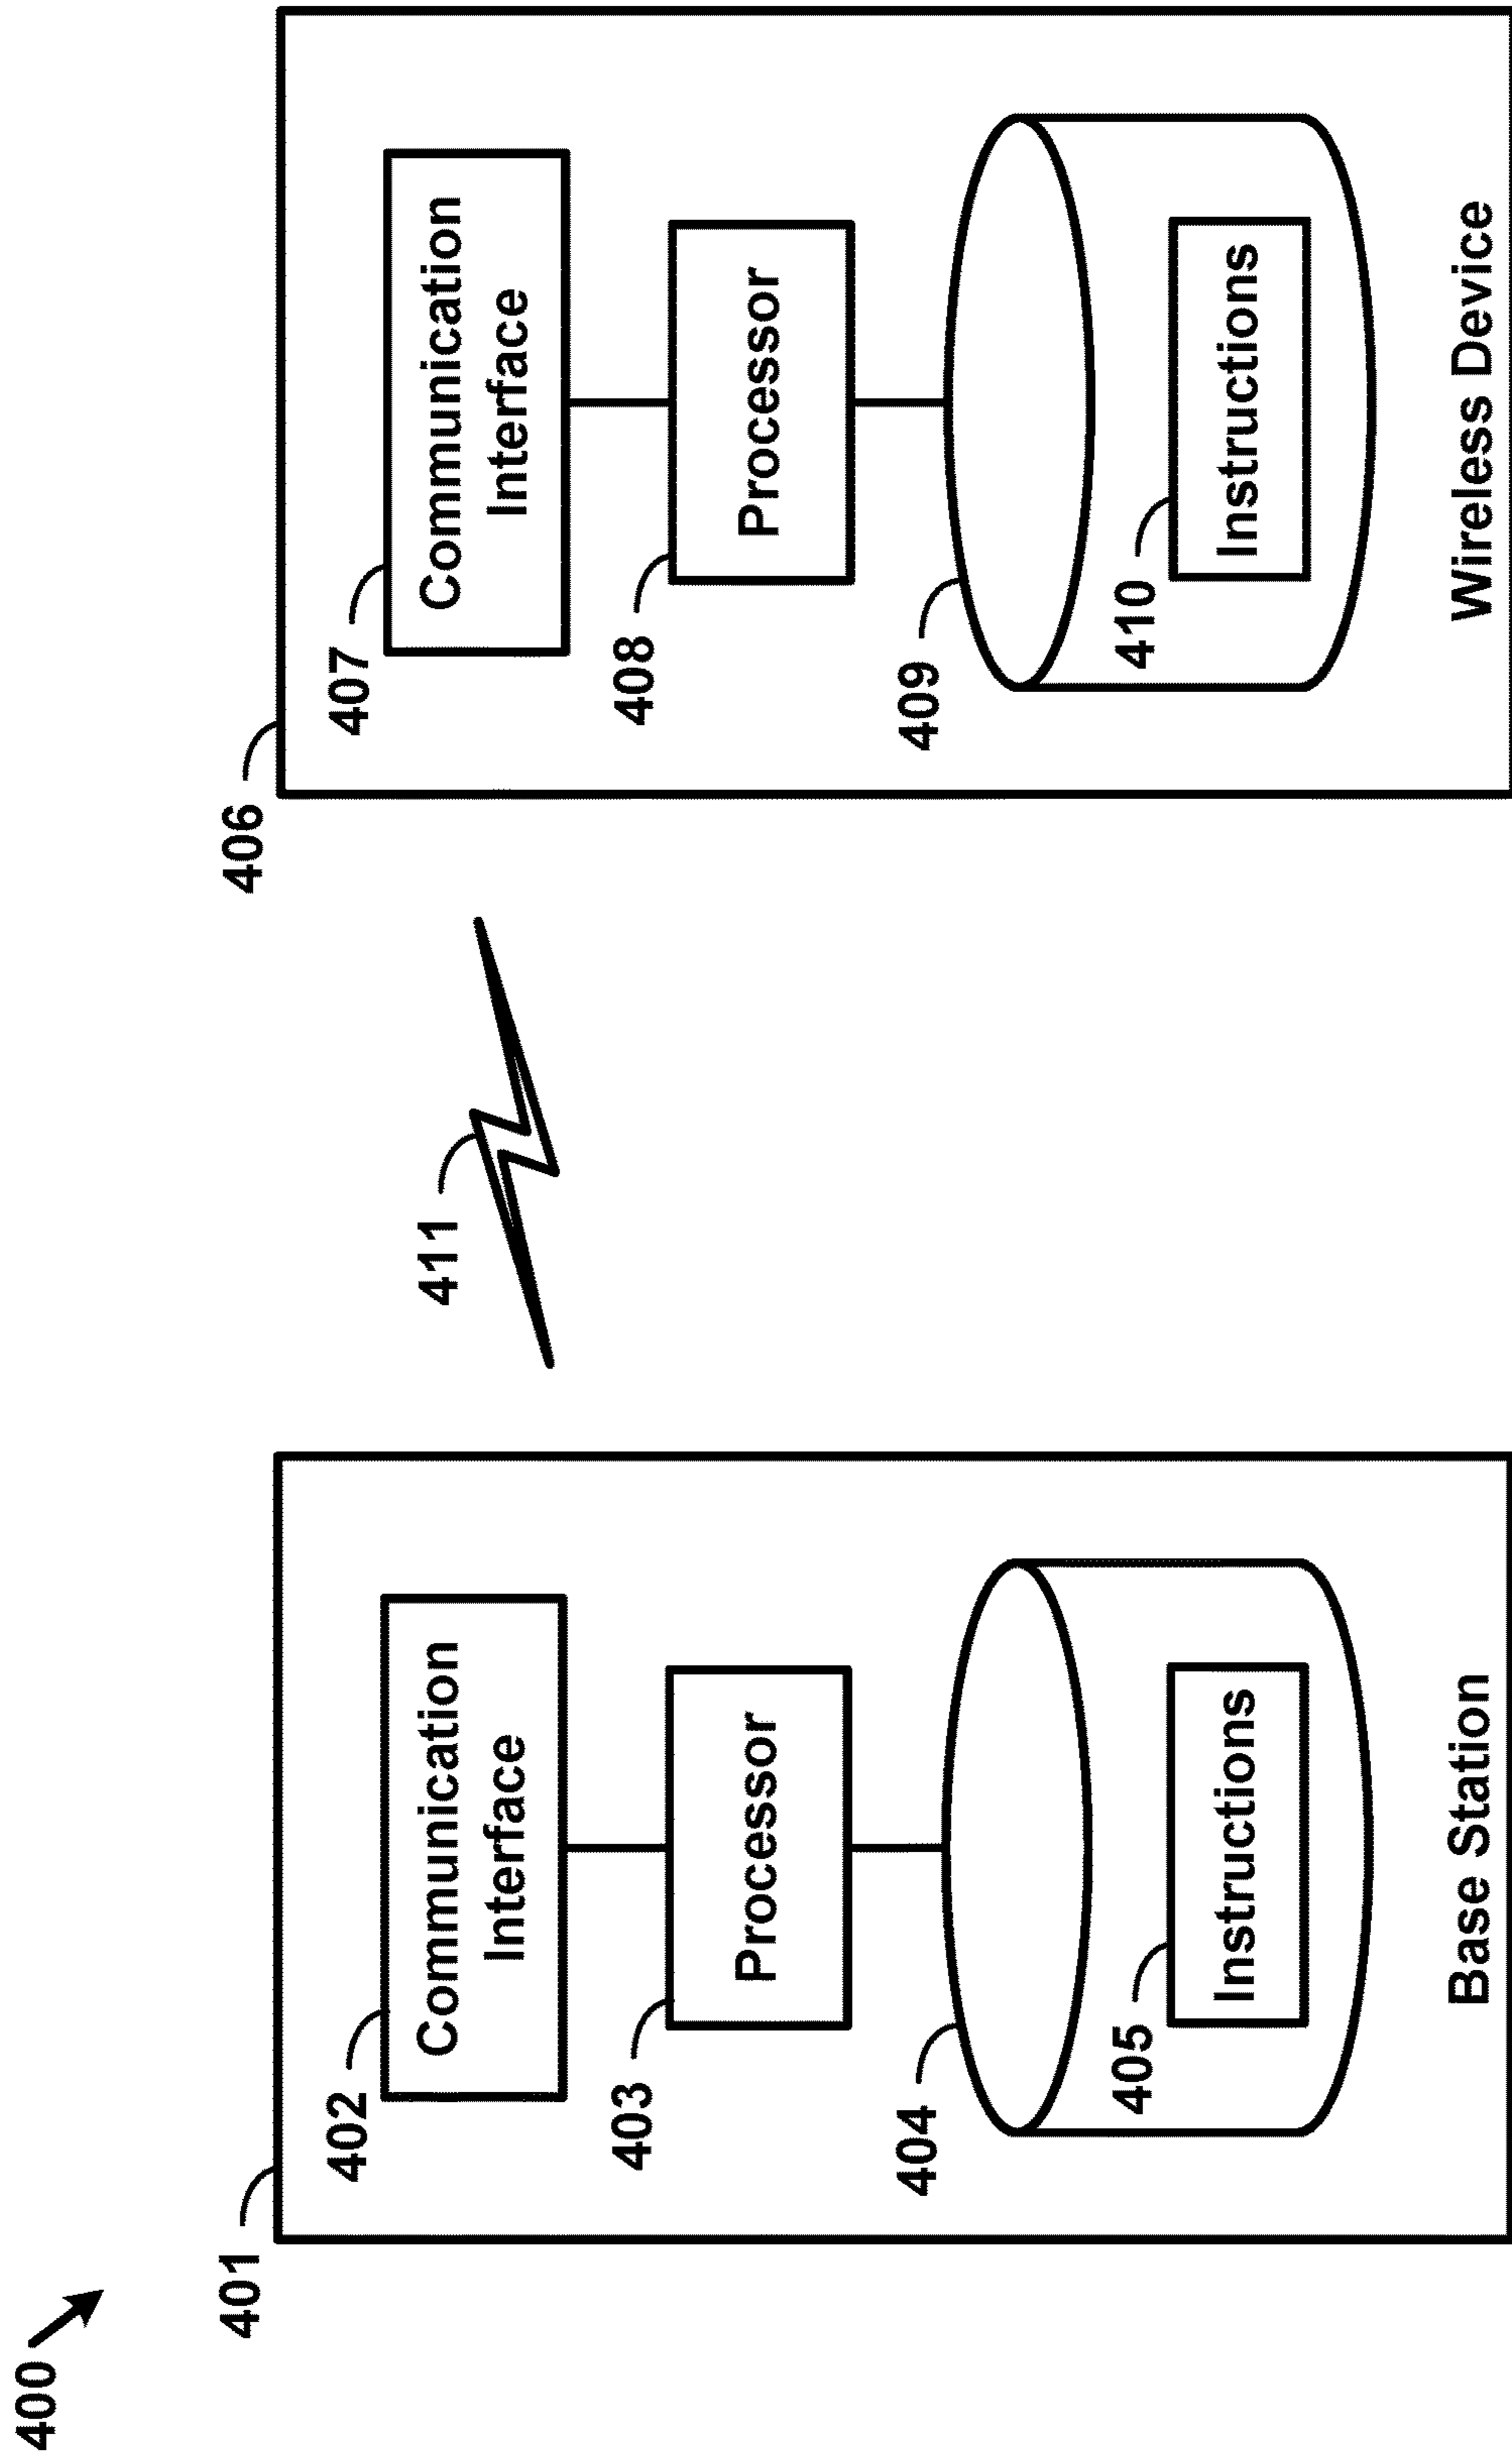 400
401
402
Communication
Interface
403
Processor
404
405
Instructions
Base Station
411
406
407
Communication
Interface
408
Processor
409
410
Instructions
Wireless Device